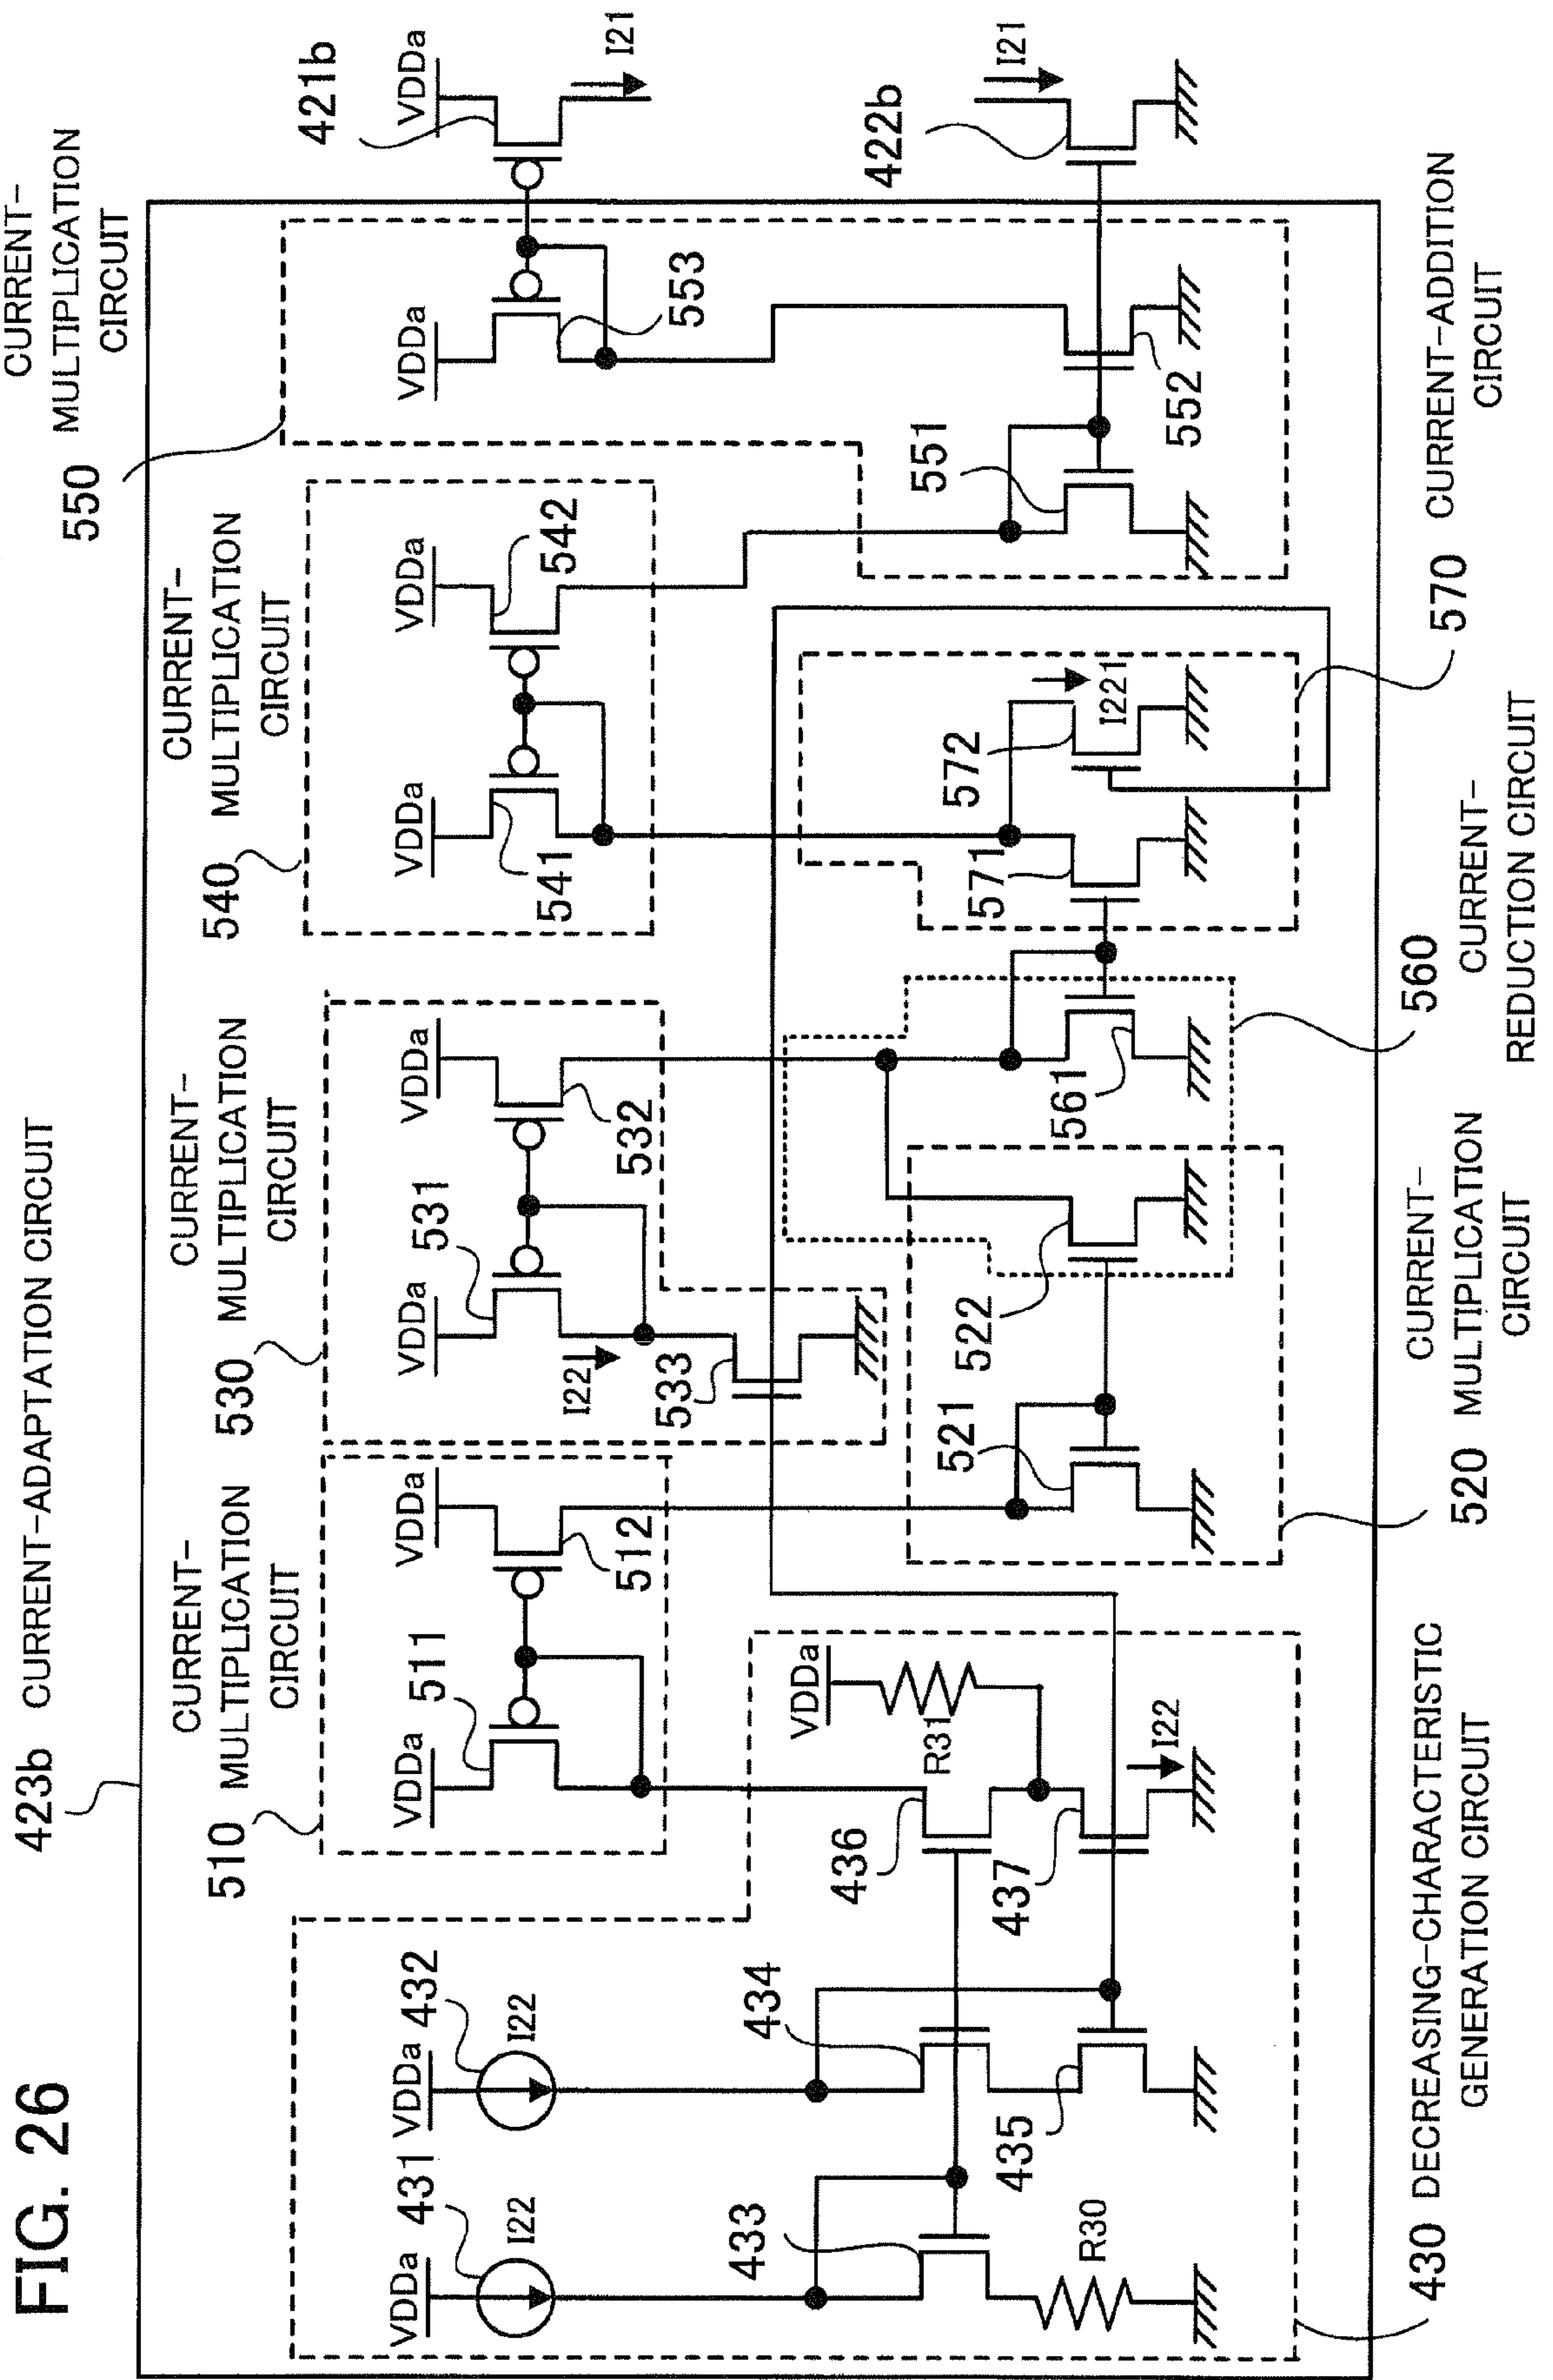 FIG. 26
423b CURRENT-ADAPTATION CIRCUIT
510
CURRENT-
MULTIPLICATION
CIRCUIT
530
CURRENT-
MULTIPLICATION
CIRCUIT
540
CURRENT-
MULTIPLICATION
CIRCUIT
550
CURRENT-
MULTIPLICATION
CIRCUIT
VDDa
431
I22
VDDa
432
I22
VDDa
511
VDDa
512
VDDa
531
I22
533
VDDa
532
VDDa
541
VDDa
542
VDDa
553
VDDa
421b
I21
433
R30
434
435
436
437
VDDa
R31
I22
521
522
561
571
572
I221
551
552
422b
I21
430 DECREASING-CHARACTERISTIC
GENERATION CIRCUIT
520
CURRENT-
MULTIPLICATION
CIRCUIT
560
CURRENT-
REDUCTION CIRCUIT
570
CURRENT-ADDITION
CIRCUIT